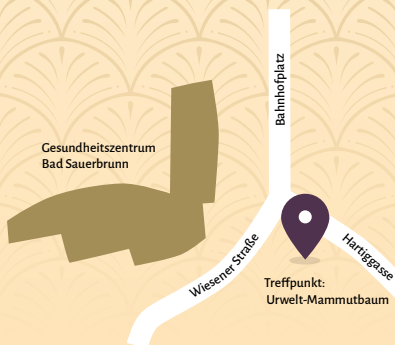 Bahnhofplatz
Gesundheitszentrum
Bad Sauerbrunn
Wiesener Straße
Hartiggasse
Treffpunkt:
Urwelt-Mammutbaum